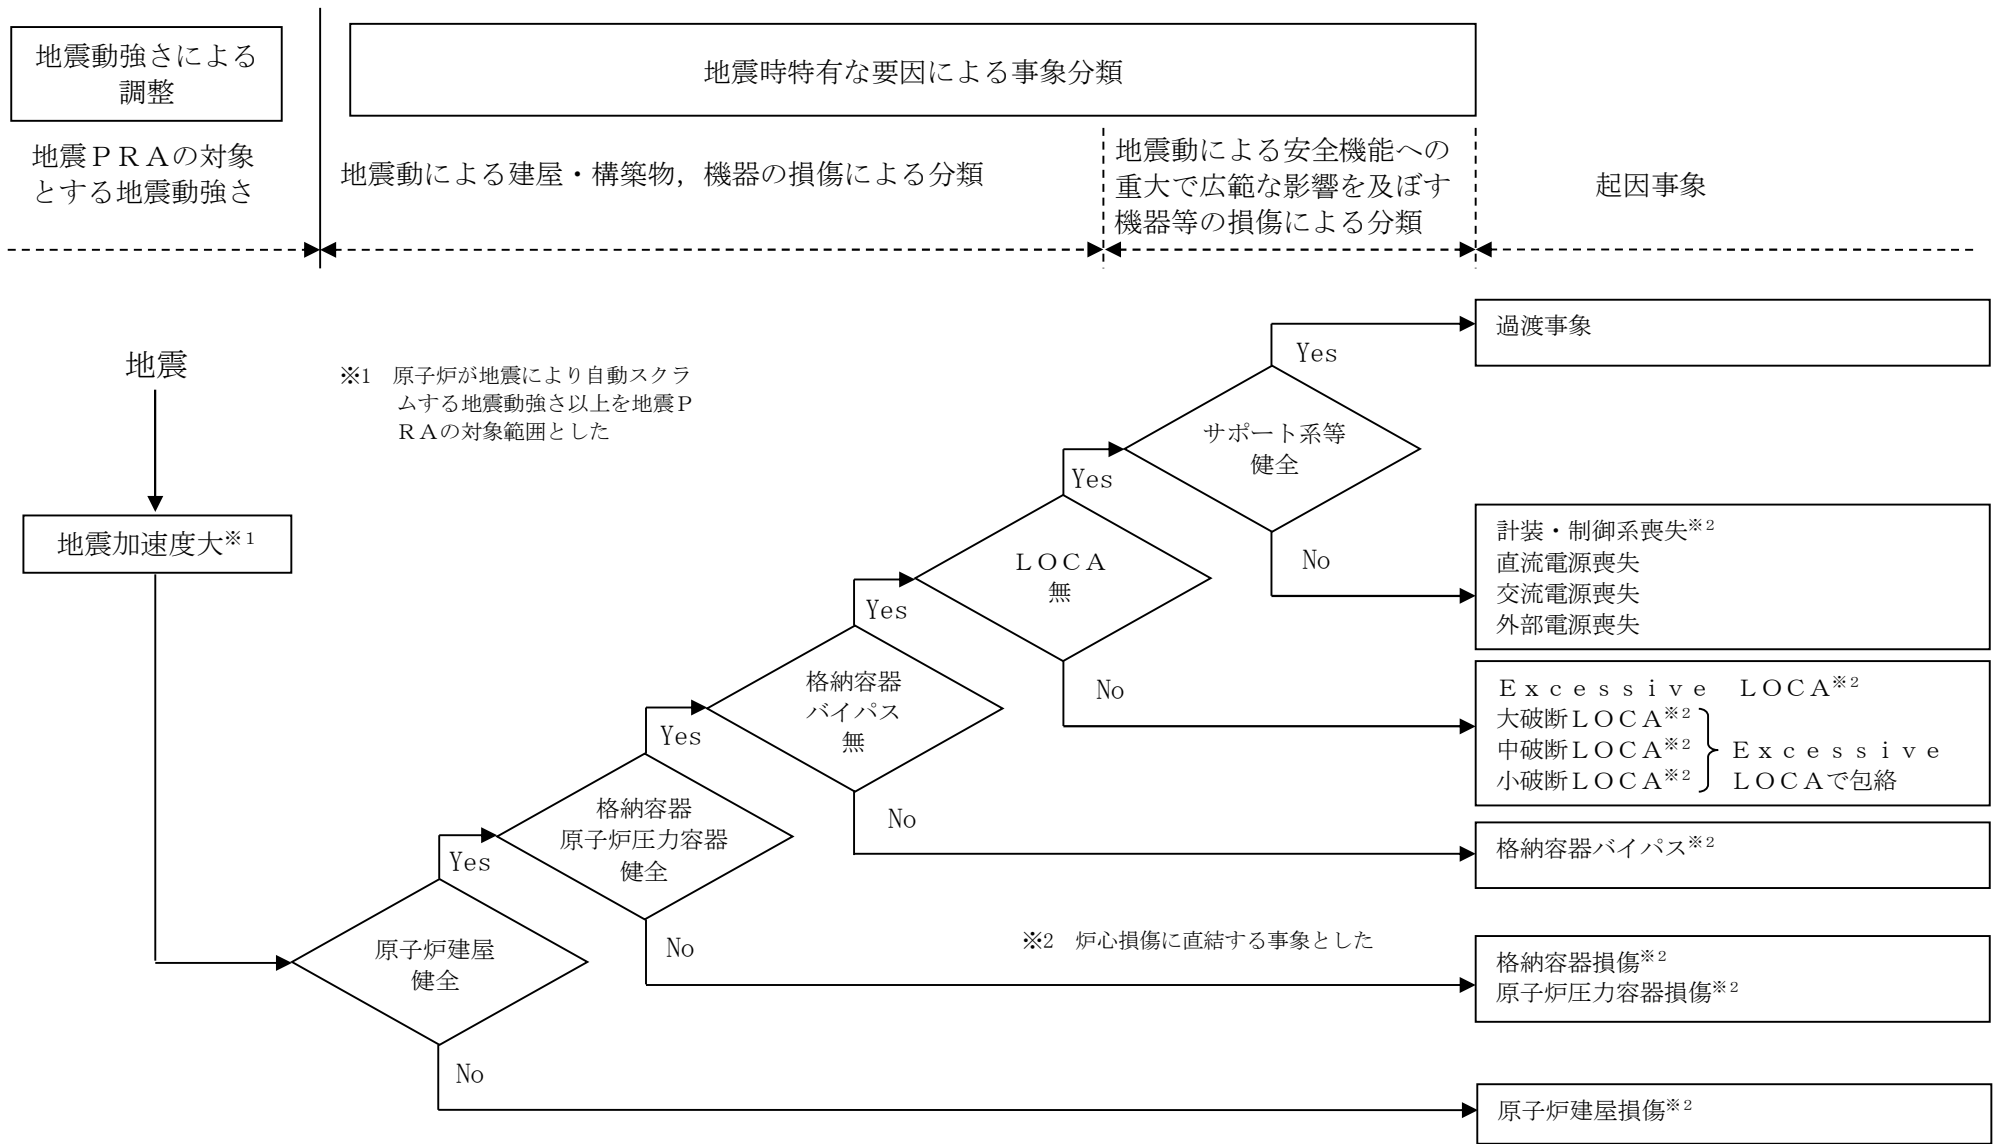 地震動強さによる
調整
地震時特有な要因による事象分類
地震PRAの対象
とする地震動強さ
地震動による建屋・構築物，機器の損傷による分類
地震動による安全機能への
重大で広範な影響を及ぼす
機器等の損傷による分類
起因事象
地震
※1　原子炉が地震により自動スクラ
ムする地震動強さ以上を地震P
RAの対象範囲とした
地震加速度大※1
過渡事象
Yes
サポート系等
健全
No
計装・制御系喪失※2
直流電源喪失
交流電源喪失
外部電源喪失
Yes
LOCA
無
No
Excessive　LOCA※2
大破断LOCA※2
中破断LOCA※2
小破断LOCA※2
Excessive
LOCAで包絡
Yes
格納容器
バイパス
無
No
格納容器バイパス※2
Yes
格納容器
原子炉圧力容器
健全
No
※2　炉心損傷に直結する事象とした
格納容器損傷※2
原子炉圧力容器損傷※2
Yes
原子炉建屋
健全
No
原子炉建屋損傷※2